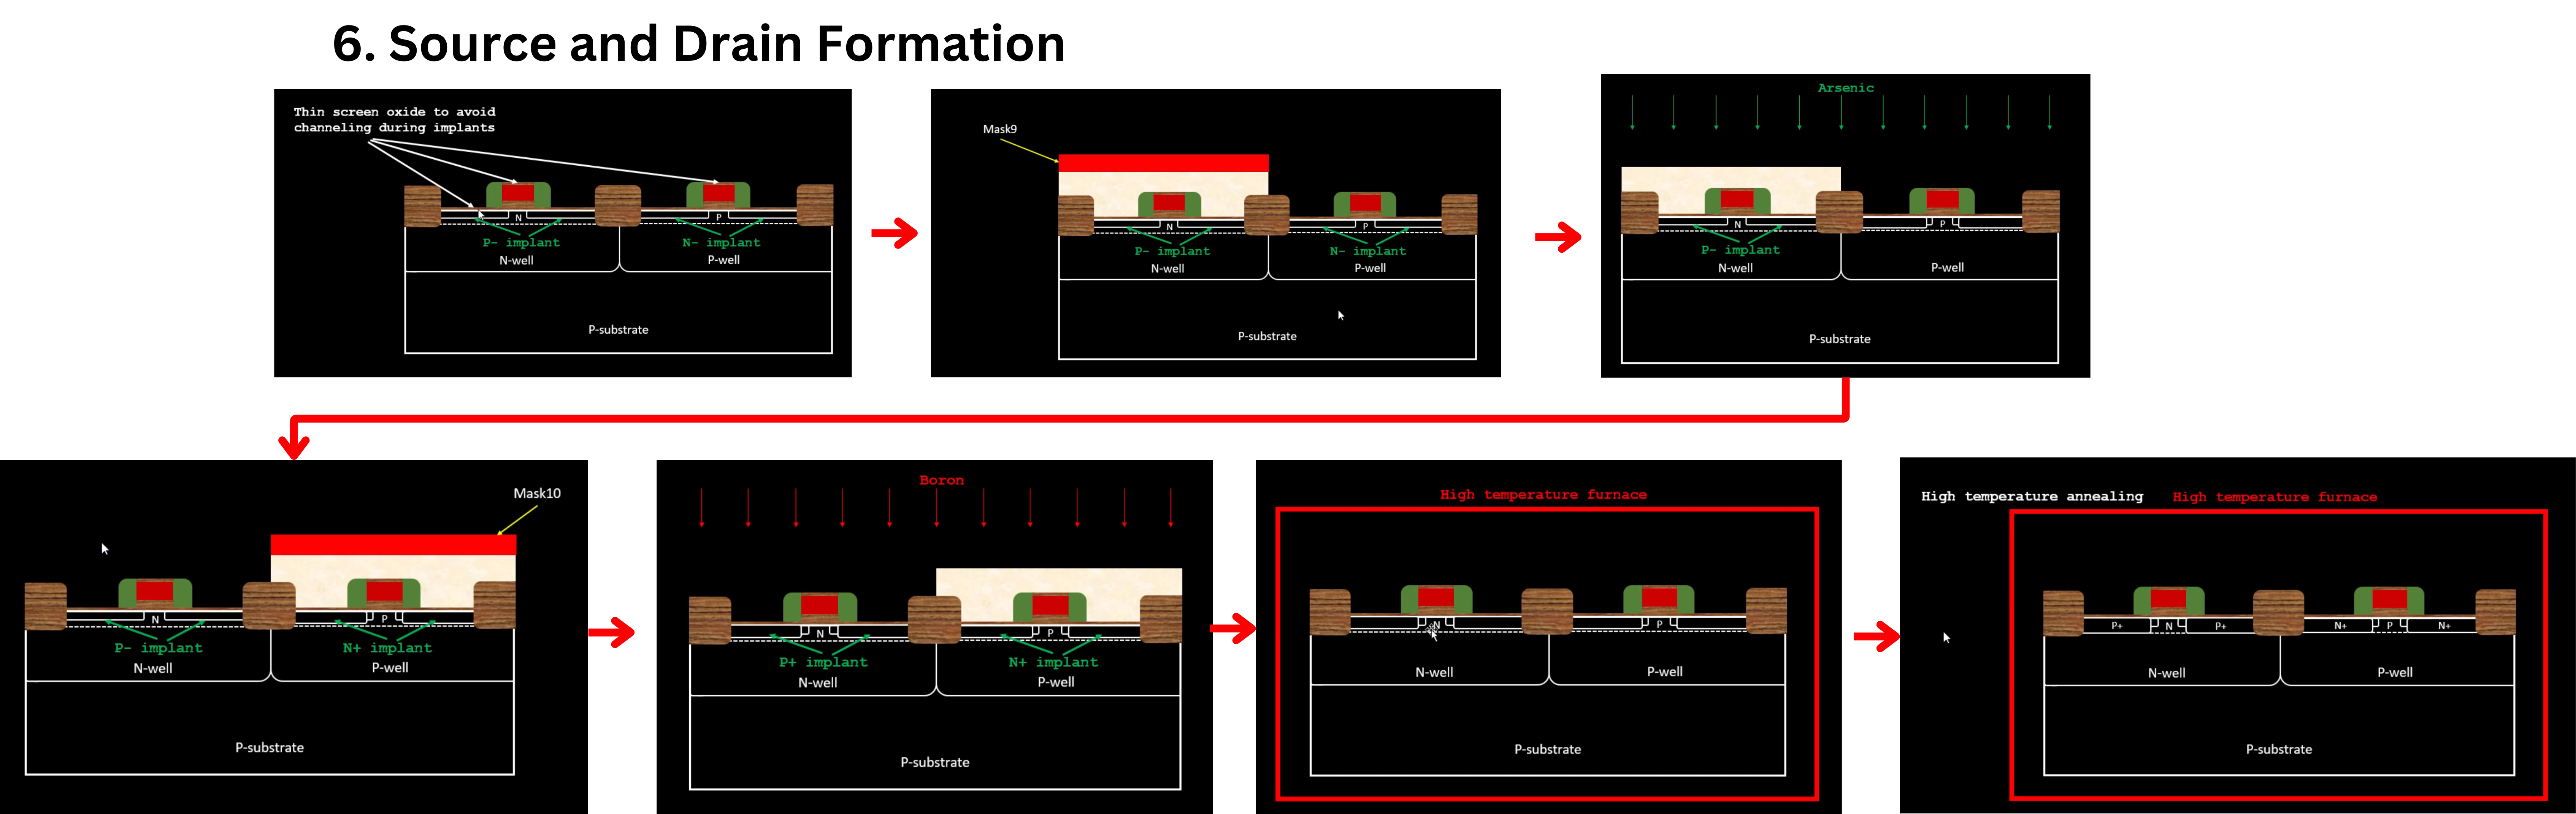 6. Source and Drain Formation
Thin screen oxide to avoid
channeling during implants
N
P
P- implant
N- implant
N-well
P-well
P-substrate
Mask9
N
P
P- implant
N- implant
N-well
P-well
P-substrate
Arsenic
N
P
P- implant
N-well
P-well
P-substrate
Mask10
N
P
P- implant
N+ implant
N-well
P-well
P-substrate
Boron
N
P
P+ implant
N+ implant
N-well
P-well
P-substrate
High temperature furnace
N
P
N-well
P-well
P-substrate
High temperature annealing
High temperature furnace
P+
N
P+
N+
P
N+
N-well
P-well
P-substrate